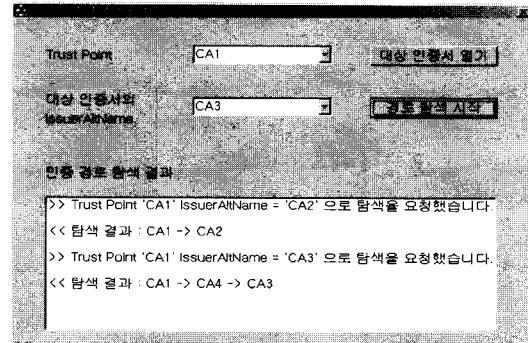 Trust Point
CA1
대상 인증서 열기
대상 인증서의
IssuerAltName
CA3
경로 탐색 시작
인증 경로 탐색 결과
>> Trust Point 'CA1' IssuerAltName = 'CA2' 으로 탐색을 요청했습니다.
<< 탐색 결과 : CA1 -> CA2
>> Trust Point 'CA1' IssuerAltName = 'CA3' 으로 탐색을 요청했습니다.
<< 탐색 결과 : CA1 -> CA4 -> CA3